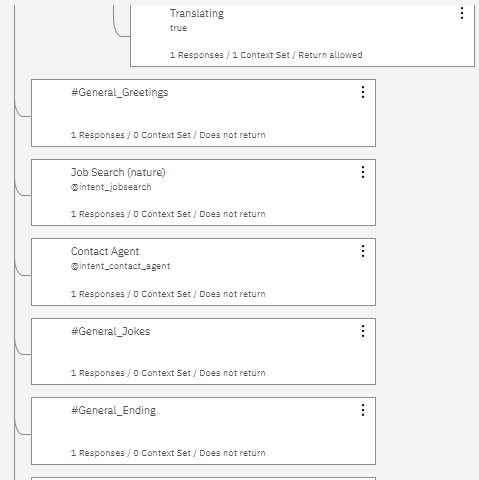 Translating
true
1 Responses / 1 Context Set / Return allowed
#General_Greetings
1 Responses / 0 Context Set / Does not return
Job Search (nature)
@intent_jobsearch
1 Responses / 0 Context Set / Does not return
Contact Agent
@intent_contact_agent
1 Responses / 0 Context Set / Does not return
#General_Jokes
1 Responses / 0 Context Set / Does not return
#General_Ending
1 Responses / 0 Context Set / Does not return